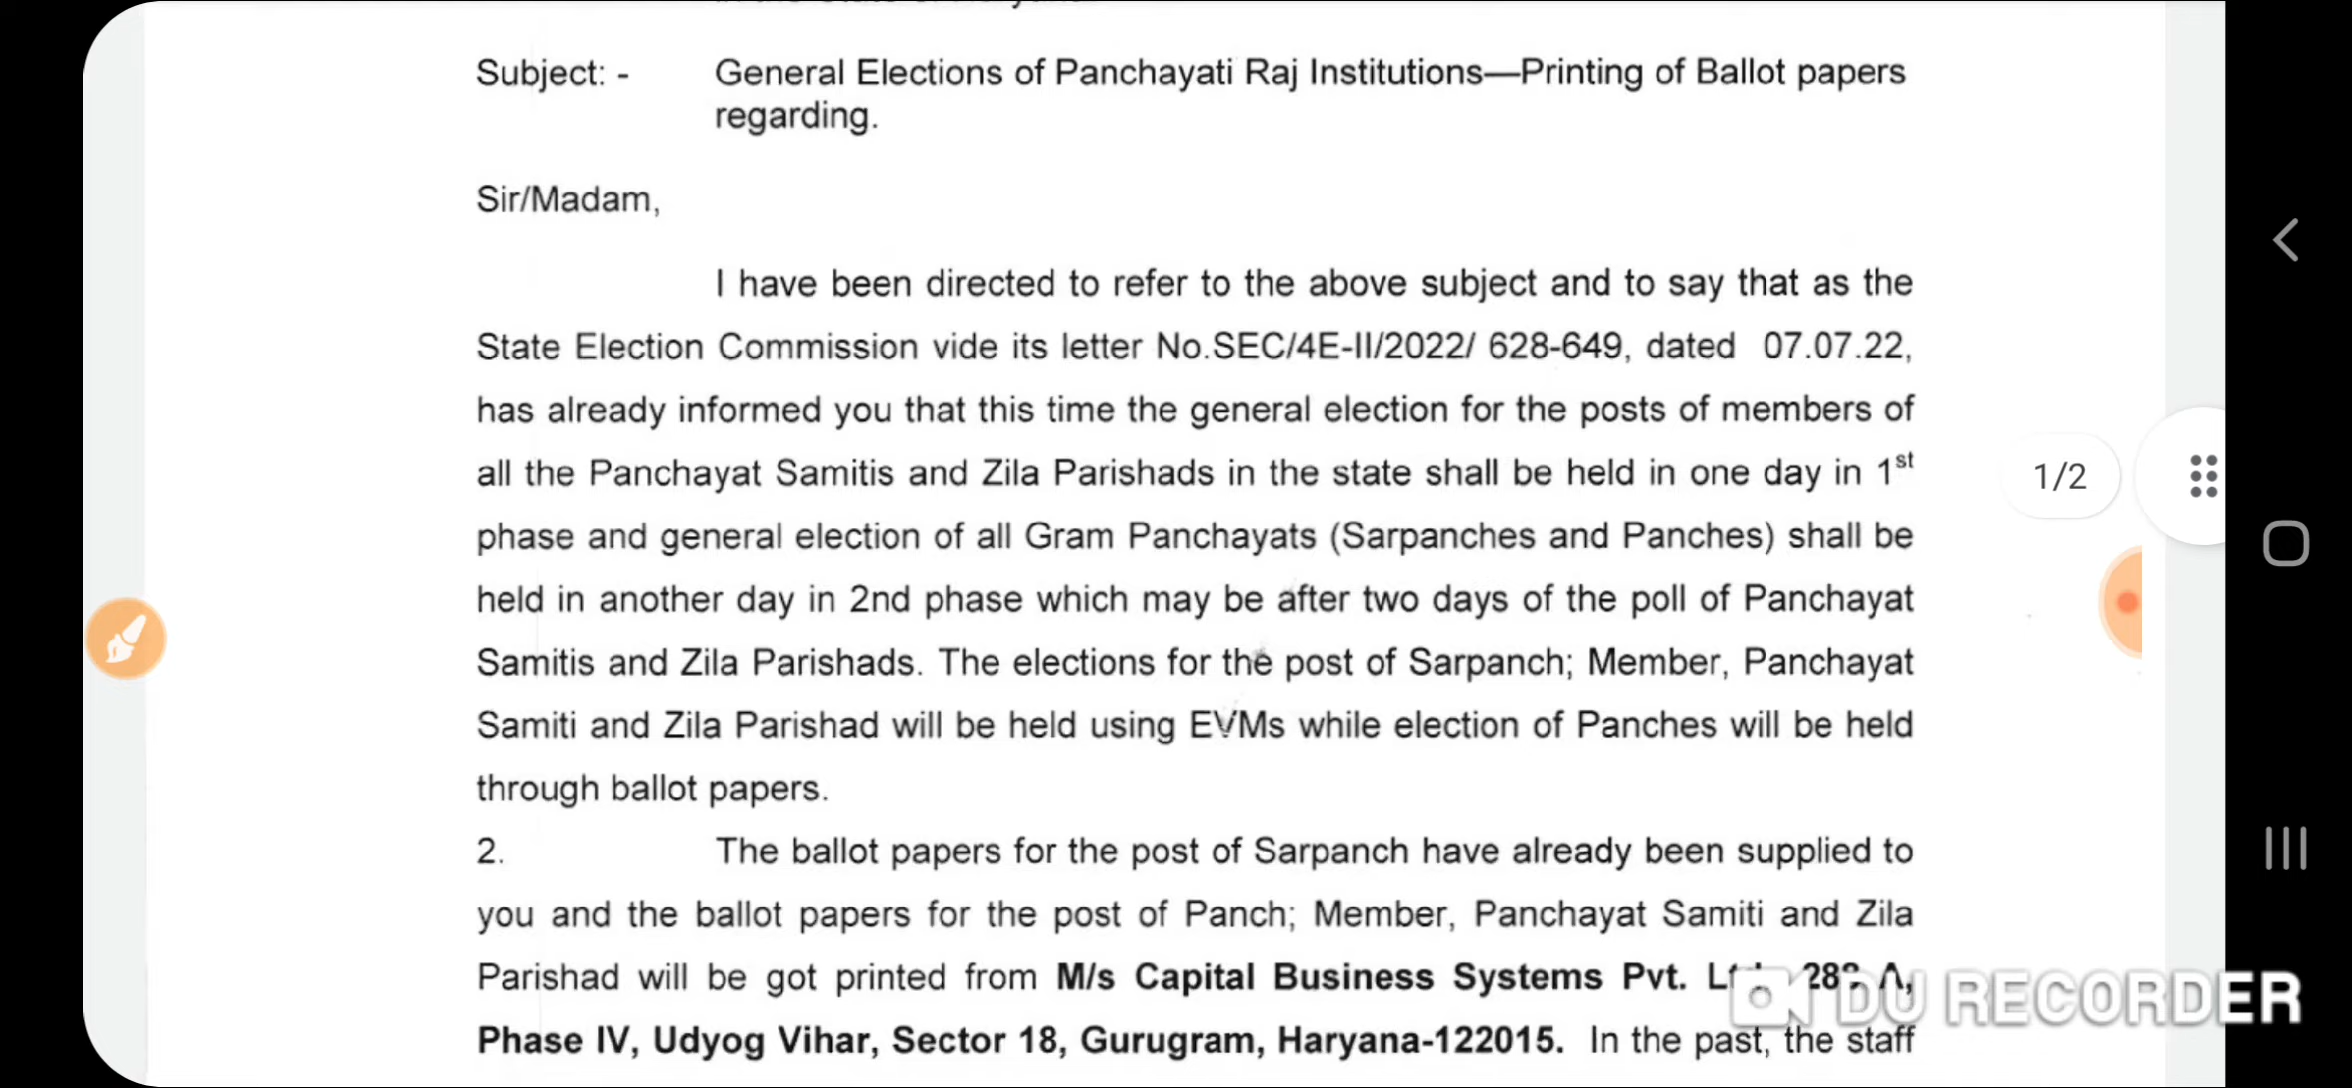 Subject: - General Elections of Panchayati Raj Institutions—Printing of Ballot papers
regarding.
Sir/Madam,
I have been directed to refer to the above subject and to say that as the
State Election Commission vide its letter No.SEC/4E-II/2022/ 628-649, dated 07.07.22,
has already informed you that this time the general election for the posts of members of
all the Panchayat Samitis and Zila Parishads in the state shall be held in one day in 1st
phase and general election of all Gram Panchayats (Sarpanches and Panches) shall be
held in another day in 2nd phase which may be after two days of the poll of Panchayat
Samitis and Zila Parishads. The elections for the post of Sarpanch; Member, Panchayat
Samiti and Zila Parishad will be held using EVMs while election of Panches will be held
through ballot papers.
2. The ballot papers for the post of Sarpanch have already been supplied to
you and the ballot papers for the post of Panch; Member, Panchayat Samiti and Zila
Parishad will be got printed from M/s Capital Business Systems Pvt.
Phase IV, Udyog Vihar, Sector 18, Gurugram, Haryana-122015. In the past, the staff
1/2
DU RECORDER